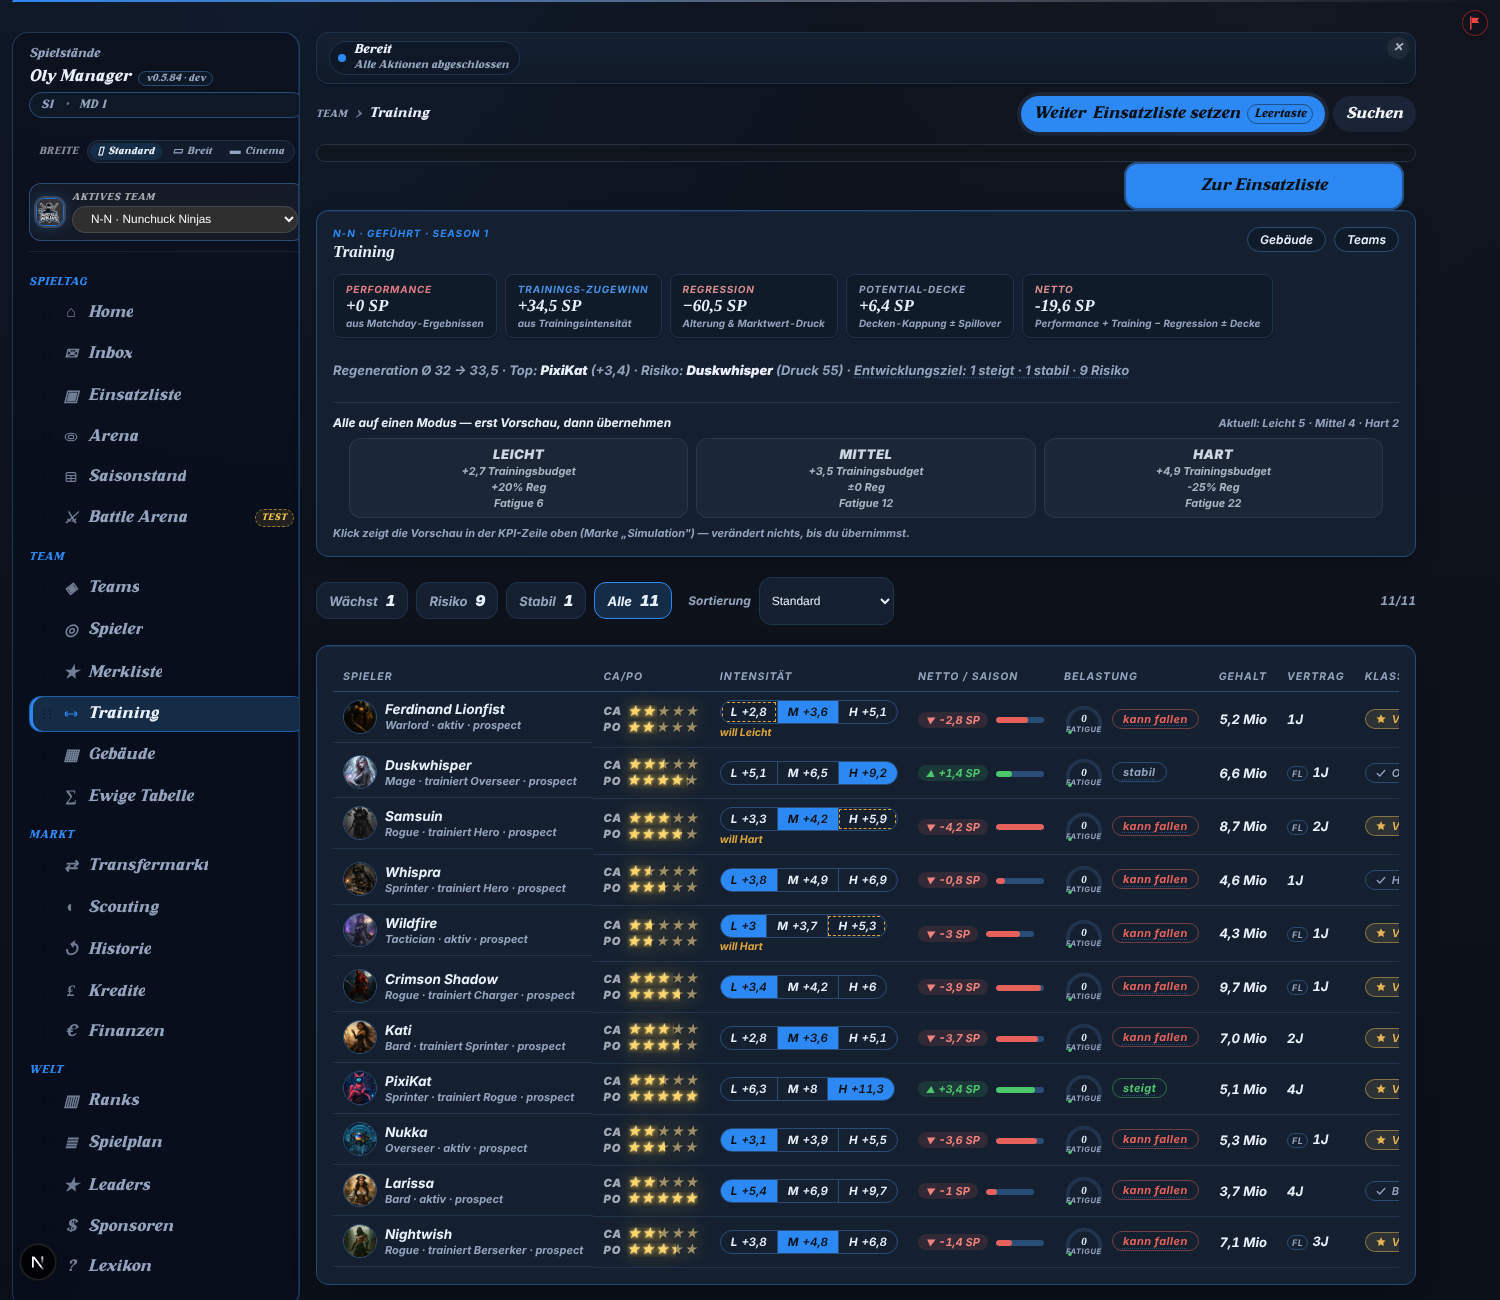 Spielstände
Oly Manager v0.5.84 · dev
S1 · MD 1
BREITE Standard Breit Cinema
AKTIVES TEAM
N-N · Nunchuck Ninjas
SPIELTAG
Home
Inbox
Einsatzliste
Arena
Saisonstand
Battle Arena TEST
TEAM
Teams
Spieler
Merkliste
Training
Gebäude
Ewige Tabelle
MARKT
Transfermarkt
Scouting
Historie
Kredite
Finanzen
WELT
Ranks
Spielplan
Leaders
Sponsoren
Lexikon
N
Bereit
Alle Aktionen abgeschlossen
TEAM > Training
Weiter Einsatzliste setzen Leertaste
Suchen
Zur Einsatzliste
N-N · GEFÜHRT · SEASON 1
Training
Gebäude Teams
PERFORMANCE
+0 SP
aus Matchday-Ergebnissen
TRAININGS-ZUGEWINN
+34,5 SP
aus Trainingsintensität
REGRESSION
−60,5 SP
Alterung & Marktwert-Druck
POTENTIAL-DECKE
+6,4 SP
Decken-Kappung ± Spillover
NETTO
-19,6 SP
Performance + Training − Regression ± Decke
Regeneration Ø 32 → 33,5 · Top: PixiKat (+3,4) · Risiko: Duskwhisper (Druck 55) · Entwicklungsziel: 1 steigt · 1 stabil · 9 Risiko
Alle auf einen Modus — erst Vorschau, dann übernehmen
Aktuell: Leicht 5 · Mittel 4 · Hart 2
LEICHT
+2,7 Trainingsbudget
+20% Reg
Fatigue 6
MITTEL
+3,5 Trainingsbudget
±0 Reg
Fatigue 12
HART
+4,9 Trainingsbudget
-25% Reg
Fatigue 22
Klick zeigt die Vorschau in der KPI-Zeile oben (Marke „Simulation") — verändert nichts, bis du übernimmst.
Wächst 1 Risiko 9 Stabil 1 Alle 11 Sortierung Standard 11/11
SPIELER CA/PO INTENSITÄT NETTO / SAISON BELASTUNG GEHALT VERTRAG KLAS
Ferdinand Lionfist
Warlord · aktiv · prospect
CA
PO
L +2,8 M +3,6 H +5,1
will Leicht
▼ -2,8 SP
0
FATIGUE
kann fallen
5,2 Mio
1J
V
Duskwhisper
Mage · trainiert Overseer · prospect
CA
PO
L +5,1 M +6,5 H +9,2
▲ +1,4 SP
0
FATIGUE
stabil
6,6 Mio
FL 1J
Samsuin
Rogue · trainiert Hero · prospect
CA
PO
L +3,3 M +4,2 H +5,9
will Hart
▼ -4,2 SP
0
FATIGUE
kann fallen
8,7 Mio
FL 2J
V
Whispra
Sprinter · trainiert Hero · prospect
CA
PO
L +3,8 M +4,9 H +6,9
▼ -0,8 SP
0
FATIGUE
kann fallen
4,6 Mio
1J
H
Wildfire
Tactician · aktiv · prospect
CA
PO
L +3 M +3,7 H +5,3
will Hart
▼ -3 SP
0
FATIGUE
kann fallen
4,3 Mio
FL 1J
V
Crimson Shadow
Rogue · trainiert Charger · prospect
CA
PO
L +3,4 M +4,2 H +6
▼ -3,9 SP
0
FATIGUE
kann fallen
9,7 Mio
FL 1J
V
Kati
Bard · trainiert Sprinter · prospect
CA
PO
L +2,8 M +3,6 H +5,1
▼ -3,7 SP
0
FATIGUE
kann fallen
7,0 Mio
2J
V
PixiKat
Sprinter · trainiert Rogue · prospect
CA
PO
L +6,3 M +8 H +11,3
▲ +3,4 SP
0
FATIGUE
steigt
5,1 Mio
4J
V
Nukka
Overseer · aktiv · prospect
CA
PO
L +3,1 M +3,9 H +5,5
▼ -3,6 SP
0
FATIGUE
kann fallen
5,3 Mio
FL 1J
V
Larissa
Bard · aktiv · prospect
CA
PO
L +5,4 M +6,9 H +9,7
▼ -1 SP
0
FATIGUE
kann fallen
3,7 Mio
4J
B
Nightwish
Rogue · trainiert Berserker · prospect
CA
PO
L +3,8 M +4,8 H +6,8
▼ -1,4 SP
0
FATIGUE
kann fallen
7,1 Mio
FL 3J
V